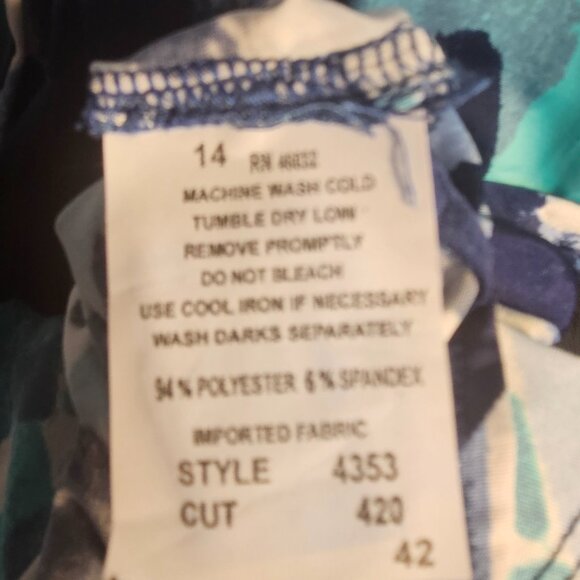 14 RN 46932
MACHINE WASH COLD
TUMBLE DRY LOW
REMOVE PROMPTLY
DO NOT BLEACH
USE COOL IRON IF NECESSARY
WASH DARKS SEPARATELY
94 % POLYESTER 6 % SPANDEX
IMPORTED FABRIC
STYLE 4353
CUT 420
42